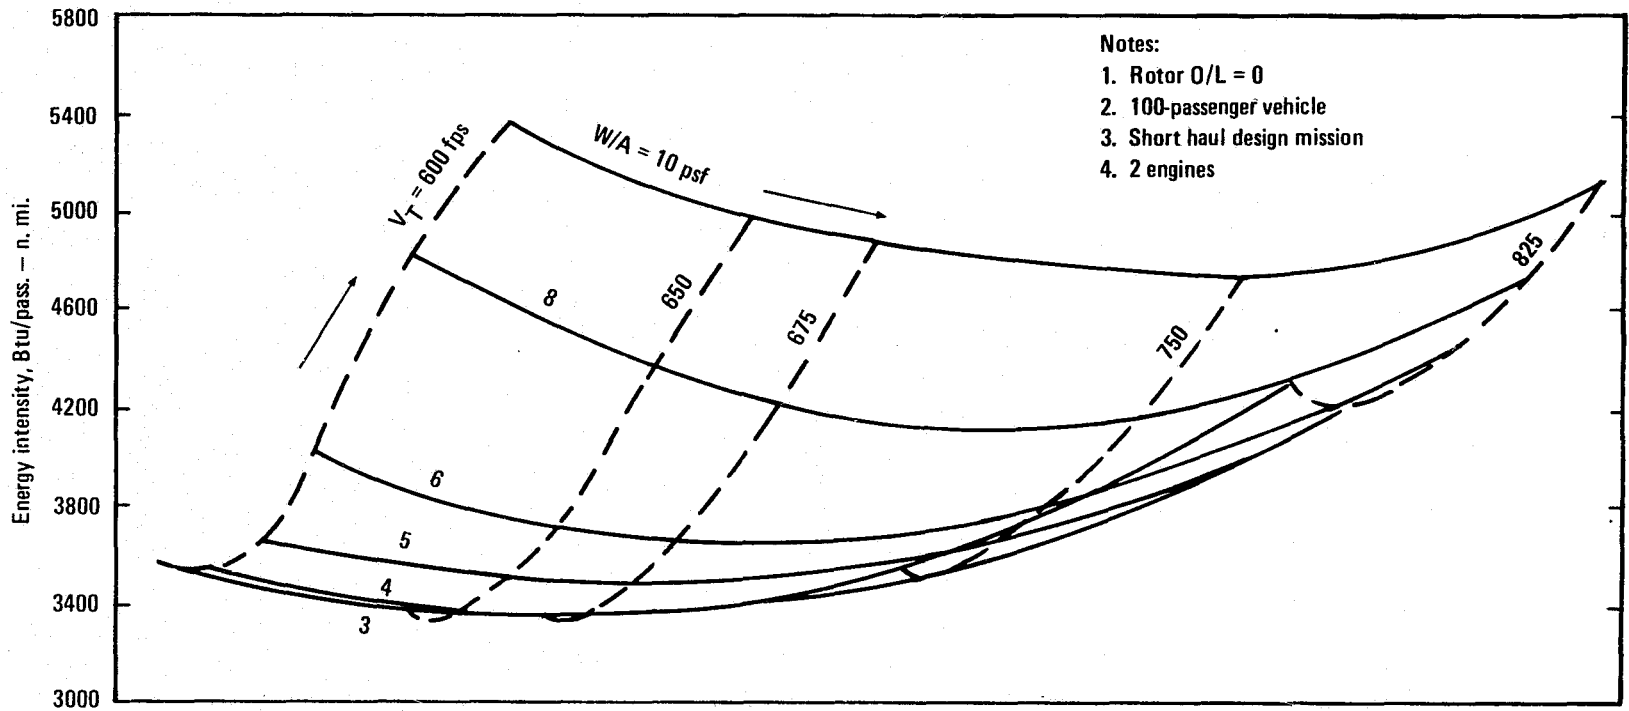 5800
5400
5000
4600
4200
3800
3400
3000
Energy intensity, Btu/pass. – n. mi.
Notes:
1. Rotor O/L = 0
2. 100-passenger vehicle
3. Short haul design mission
4. 2 engines
V_T = 600 fps
W/A = 10 psf
650
675
750
825
8
6
5
4
3